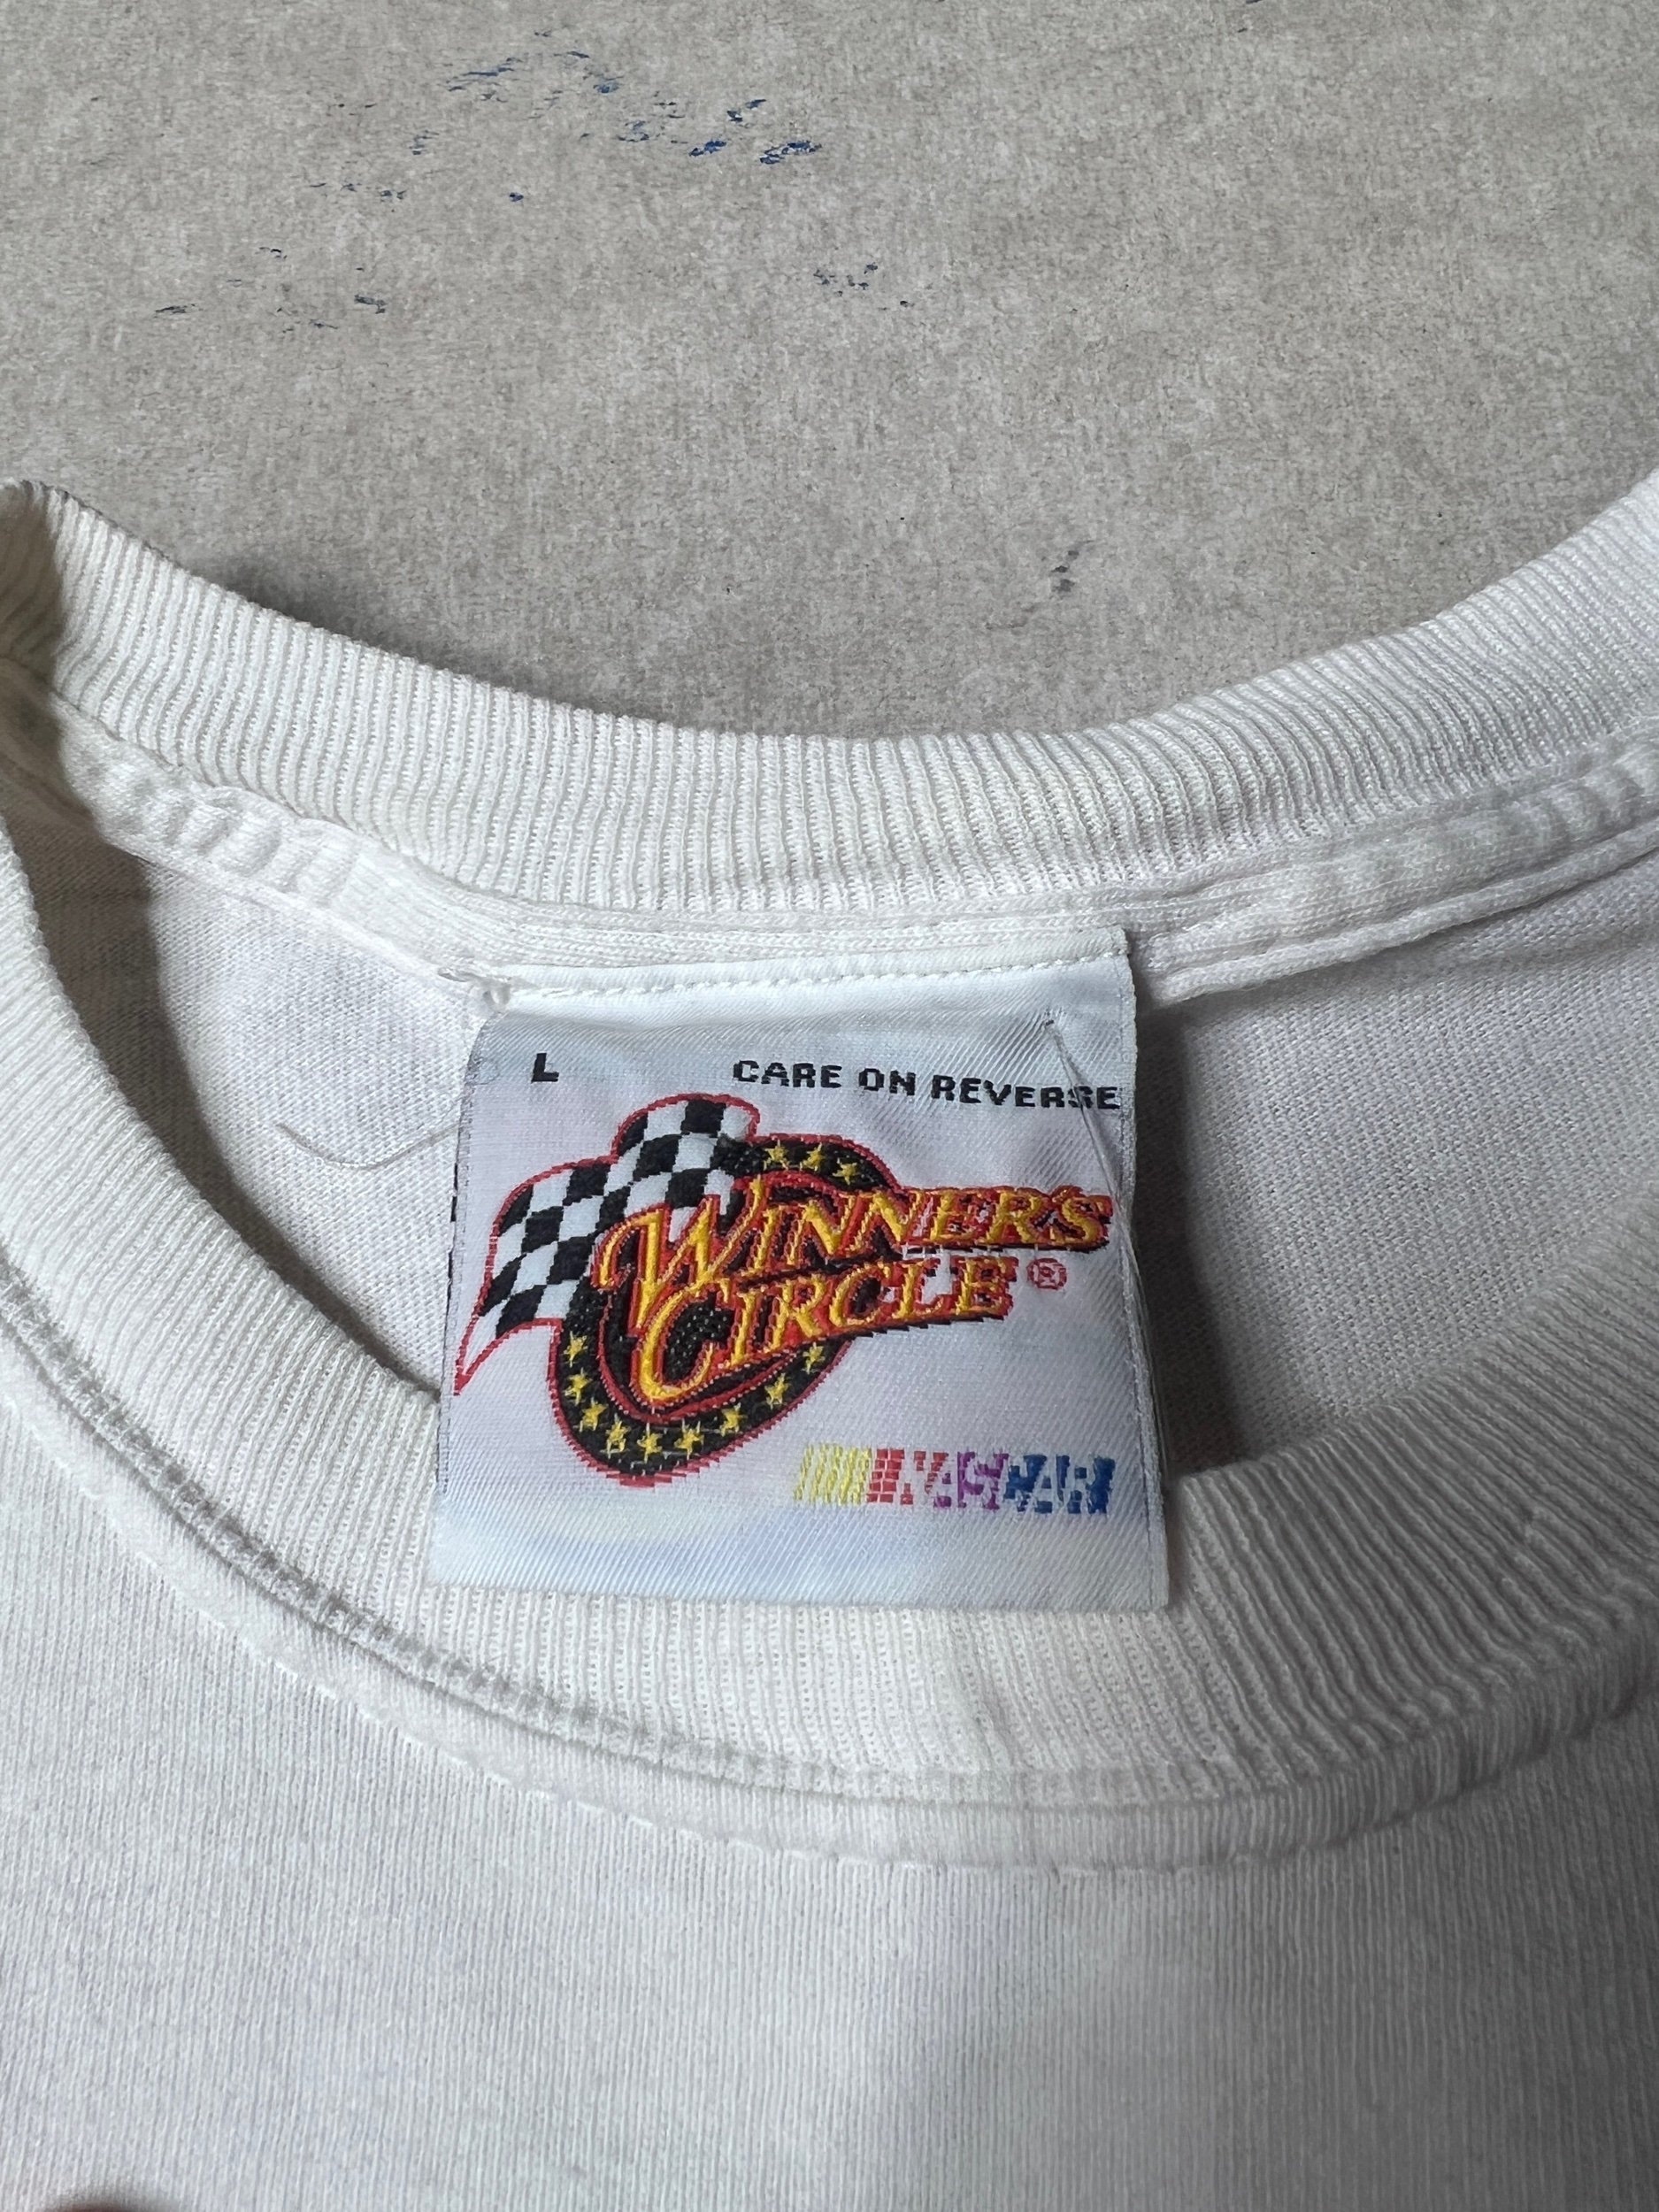 L CARE ON REVERSE
WINNER'S
CIRCLE ®
NASCAR